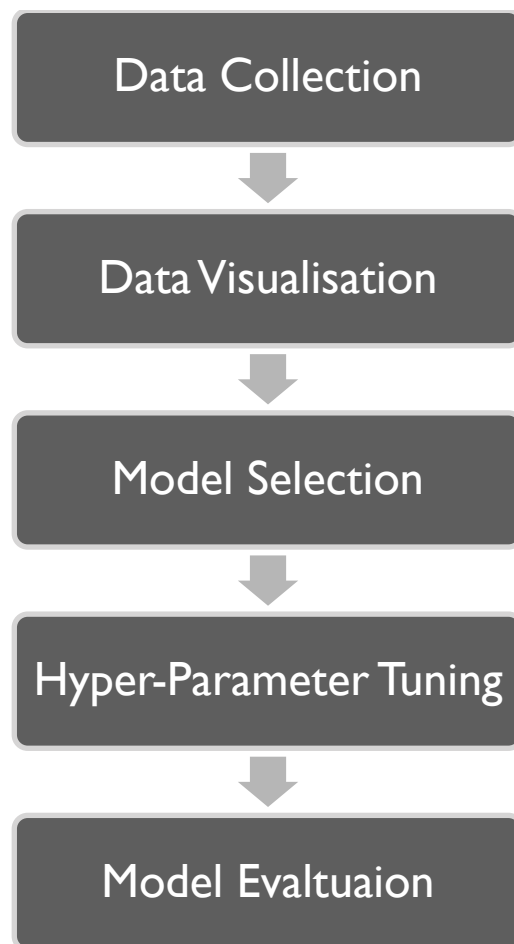 Data Collection
Data Visualisation
Model Selection
Hyper-Parameter Tuning
Model Evaltuaion